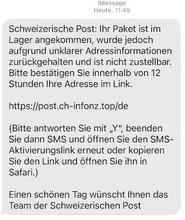 iMessage
Heute, 11:49
Schweizerische Post: Ihr Paket ist im
Lager angekommen, wurde jedoch
aufgrund unklarer Adressinformationen
zurückgehalten und ist nicht zustellbar.
Bitte bestätigen Sie innerhalb von 12
Stunden Ihre Adresse im Link.
https://post.ch-infonz.top/de
(Bitte antworten Sie mit „Y“, beenden
Sie dann SMS und öffnen Sie den SMS-
Aktivierungslink erneut oder kopieren
Sie den Link und öffnen Sie ihn in
Safari.)
Einen schönen Tag wünscht Ihnen das
Team der Schweizerischen Post